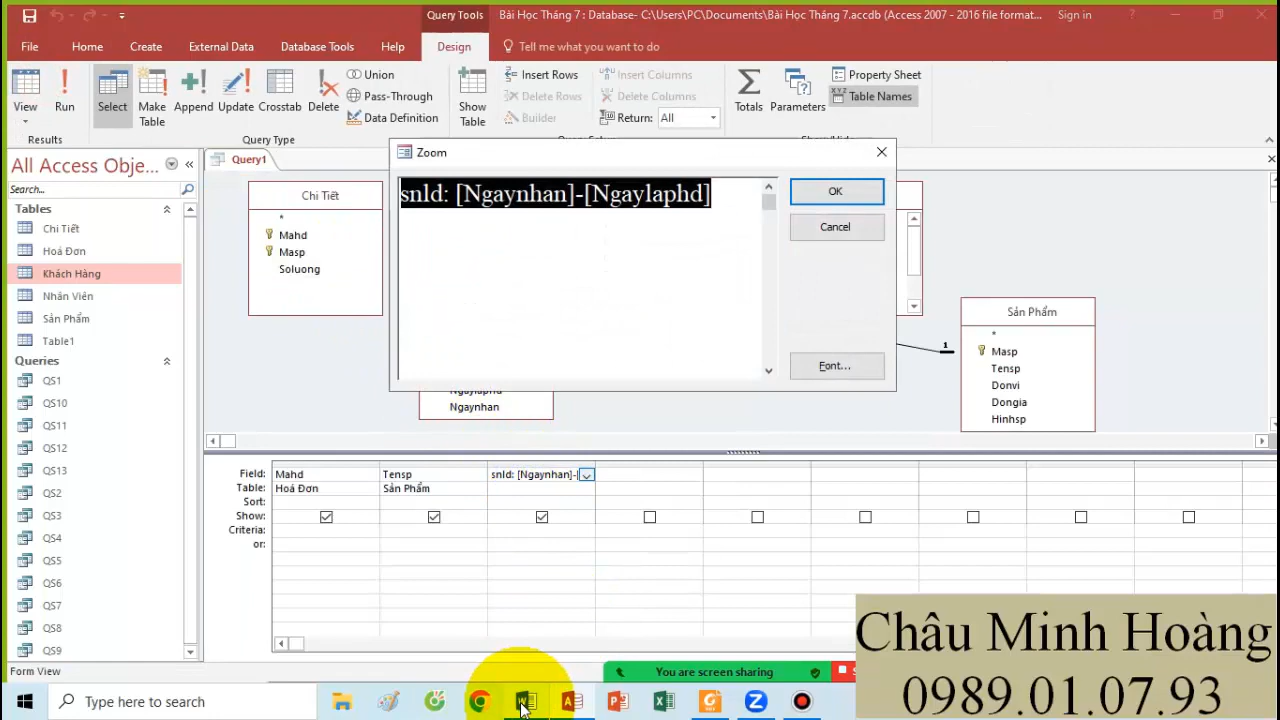 Query Tools
Bài Học Tháng 7 : Database- C:\Users\PC\Documents\Bài Học Tháng 7.accdb (Access 2007 - 2016 file format...
Sign in
File Home Create External Data Database Tools Help Design Tell me what you want to do
View Run Select Make Table Append Update Crosstab Delete
Union
Pass-Through
Data Definition
Show Table
Insert Rows
Delete Rows
Builder
Insert Columns
Delete Columns
Return: All
Totals Parameters
Property Sheet
Table Names
Results Query Type
All Access Obje...
Search...
Tables
Chi Tiết
Hoá Đơn
Khách Hàng
Nhân Viên
Sản Phẩm
Table1
Queries
QS1
QS10
QS11
QS12
QS13
QS2
QS3
QS4
QS5
QS6
QS7
QS8
QS9
Query1
Chi Tiết
*
Mahd
Masp
Soluong
Zoom
snld: [Ngaynhan]-[Ngaylaphd]
OK
Cancel
Font...
Ngaynhan
1
Sản Phẩm
*
Masp
Tensp
Donvi
Dongia
Hinhsp
Field: Mahd Tensp snld: [Ngaynhan]-[
Table: Hoá Đơn Sản Phẩm
Sort:
Show:
Criteria:
or:
Form View
You are screen sharing
Type here to search
Châu Minh Hoàng
0989.01.07.93